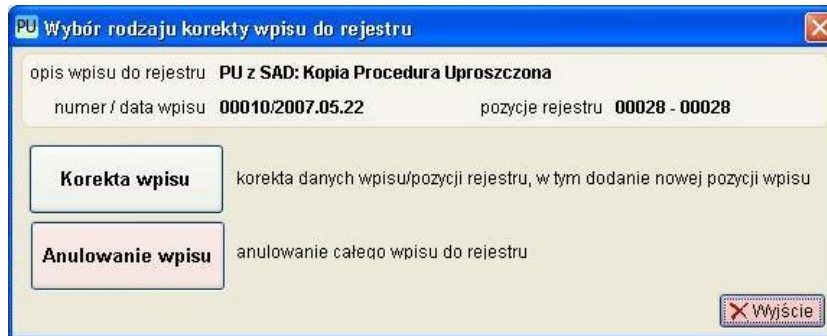 PU Wybór rodzaju korekty wpisu do rejestru
opis wpisu do rejestru PU z SAD: Kopia Procedura Uproszczona
numer / data wpisu 00010/2007.05.22 pozycje rejestru 00028 - 00028
Korekta wpisu korekta danych wpisu/pozycji rejestru, w tym dodanie nowej pozycji wpisu
Anulowanie wpisu anulowanie całego wpisu do rejestru
Wyjście